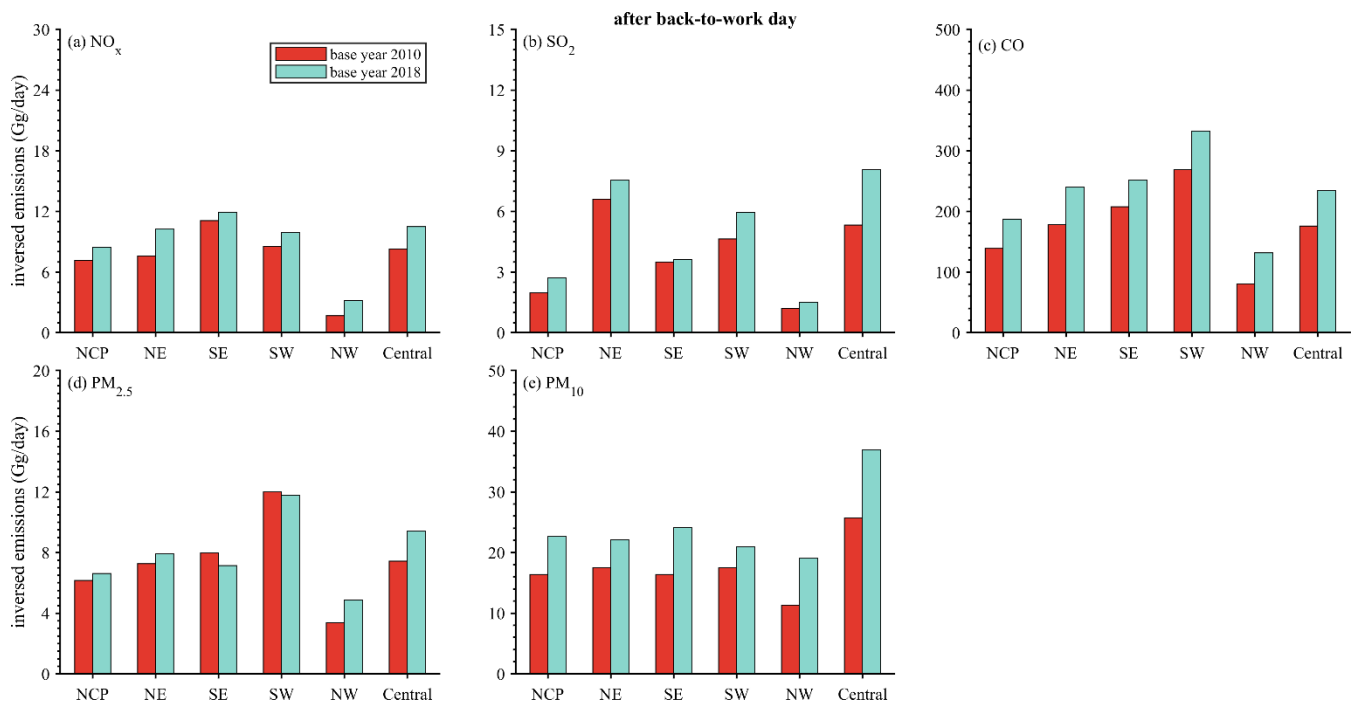 after back-to-work day
(a) NOx
base year 2010
base year 2018
inversed emissions (Gg/day)
30
24
18
12
6
0
NCP NE SE SW NW Central
(b) SO2
15
12
9
6
3
0
NCP NE SE SW NW Central
(c) CO
500
400
300
200
100
0
NCP NE SE SW NW Central
(d) PM2.5
inversed emissions (Gg/day)
20
16
12
8
4
0
NCP NE SE SW NW Central
(e) PM10
50
40
30
20
10
0
NCP NE SE SW NW Central